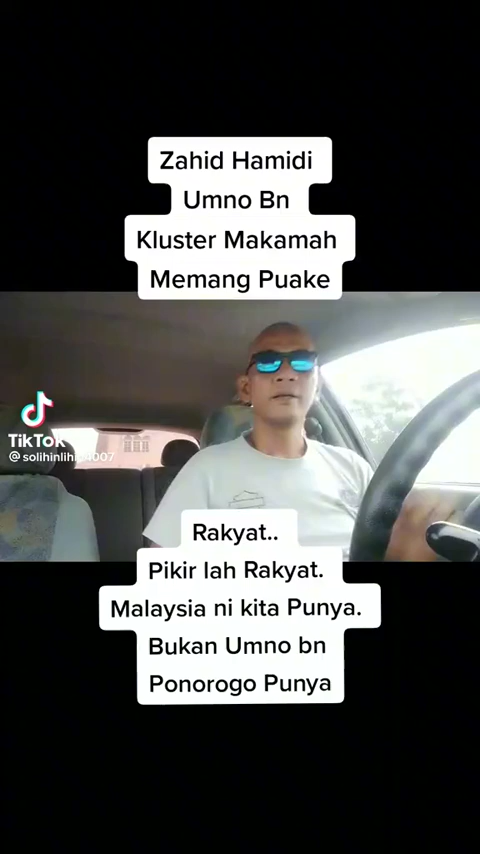 Zahid Hamidi
Umno Bn
Kluster Makamah
Memang Puake
TikTok
Rakyat..
Pikir lah Rakyat.
Malaysia ni kita Punya.
Bukan Umno bn
Ponorogo Punya